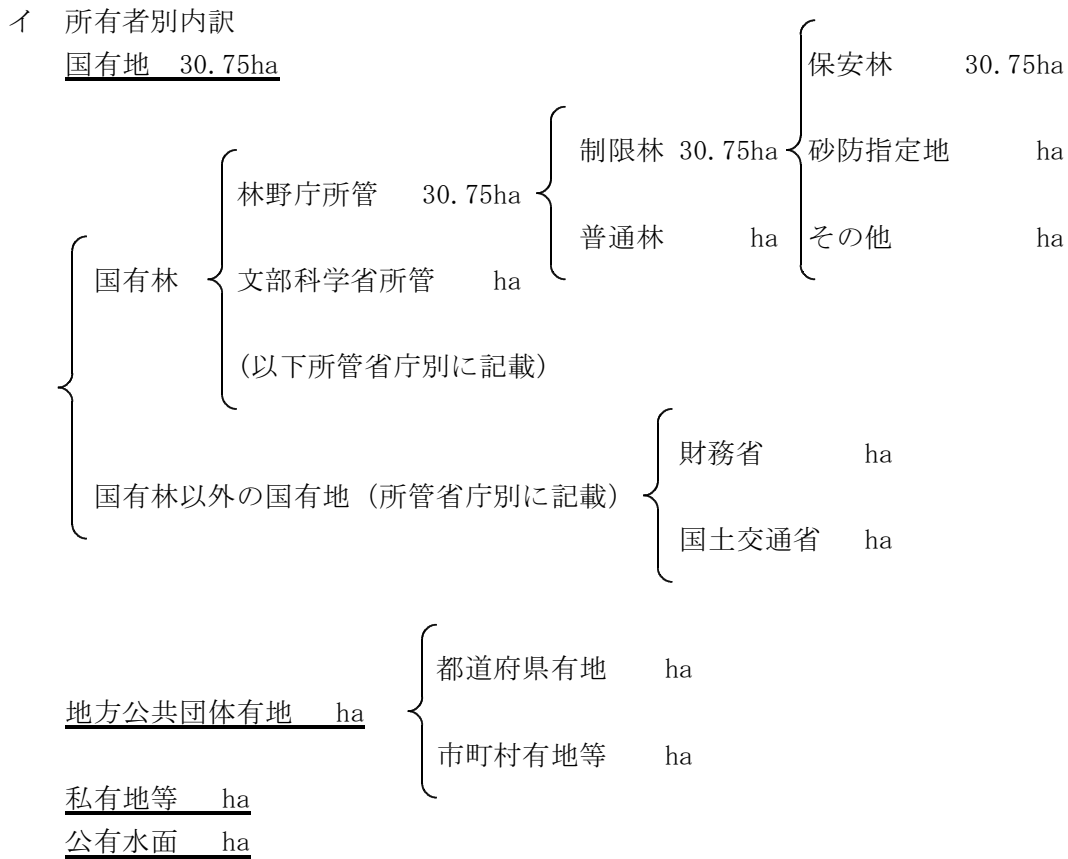 イ 所有者別内訳
国有地 30.75ha
保安林 30.75ha
制限林 30.75ha
砂防指定地 ha
林野庁所管 30.75ha
普通林 ha
その他 ha
国有林
文部科学省所管 ha
(以下所管省庁別に記載)
財務省 ha
国有林以外の国有地 (所管省庁別に記載)
国土交通省 ha
都道府県有地 ha
地方公共団体有地 ha
市町村有地等 ha
私有地等 ha
公有水面 ha